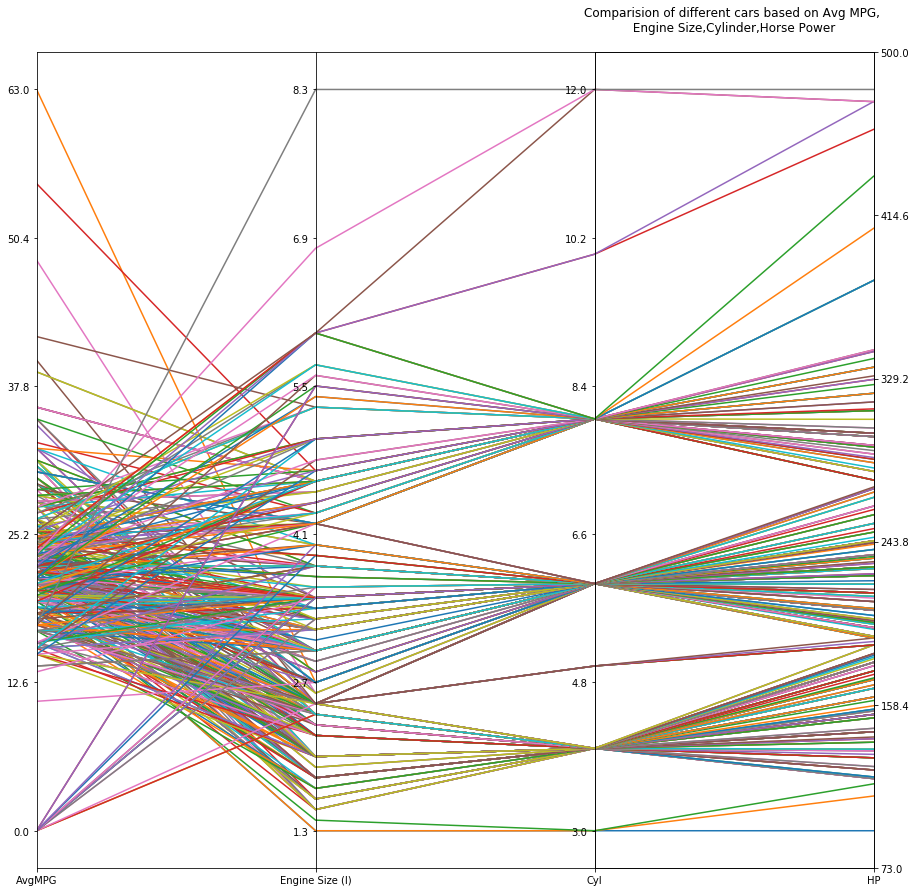 Comparision of different cars based on Avg MPG,
Engine Size,Cylinder,Horse Power
500.0
63.0 8.3 12.0
414.6
50.4 6.9 10.2
37.8 5.5 8.4 329.2
25.2 4.1 6.6 243.8
12.6 2.7 4.8 158.4
0.0 1.3 3.0
73.0
AvgMPG Engine Size (l) Cyl HP